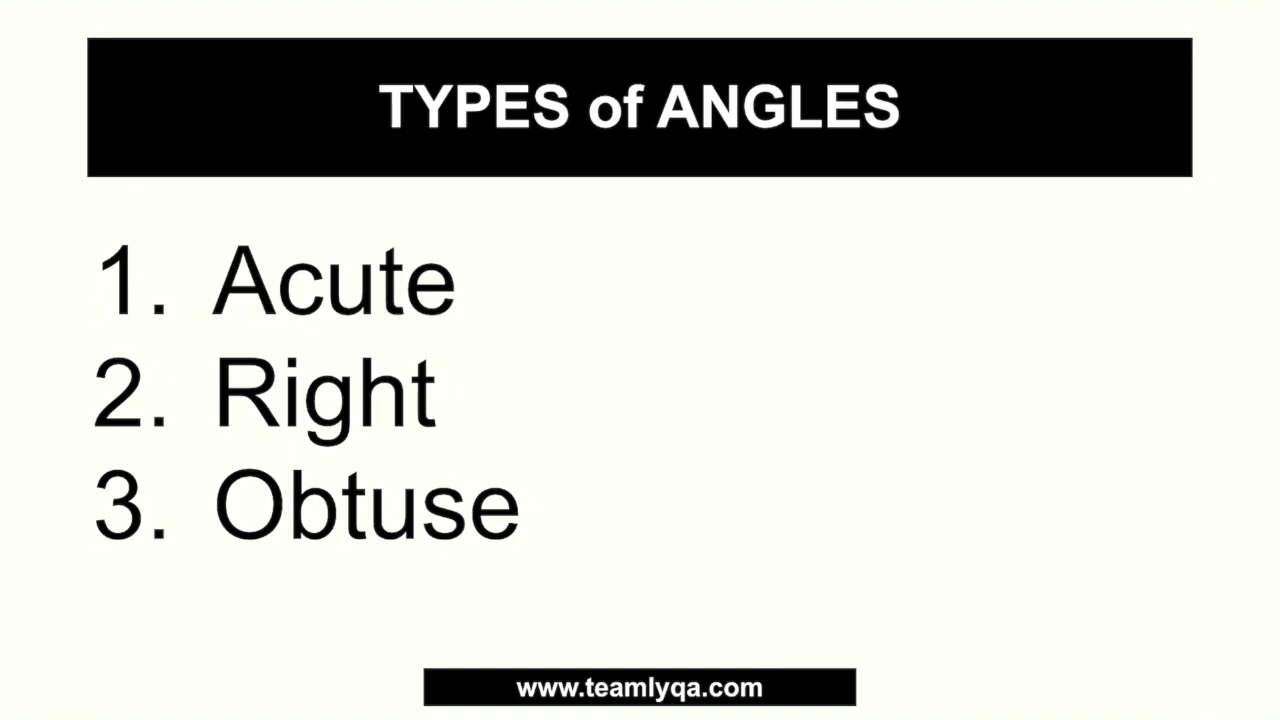 TYPES of ANGLES
1. Acute
2. Right
3. Obtuse
www.teamlyqa.com